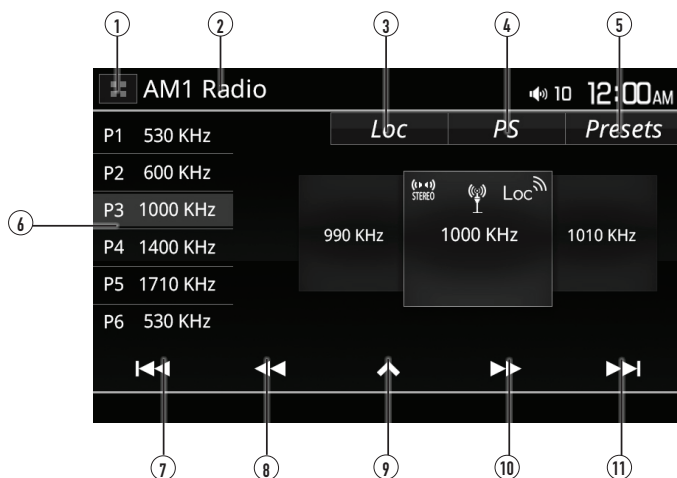 1 2 3 4 5
AM1 Radio 10 12:00AM
Loc PS Presets
P1 530 KHz
P2 600 KHz
P3 1000 KHz
P4 1400 KHz
P5 1710 KHz
P6 530 KHz
STEREO Loc
990 KHz 1000 KHz 1010 KHz
6
7 8 9 10 11